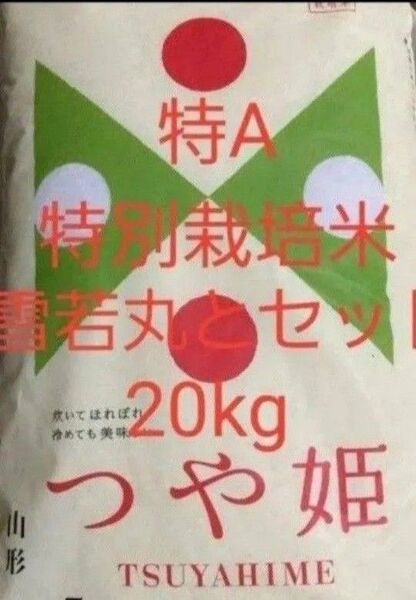 特A
特別栽培米
雪若丸とセット
20kg
炊いてほれぼれ
冷めても美味
つや姫
山形
TSUYAHIME